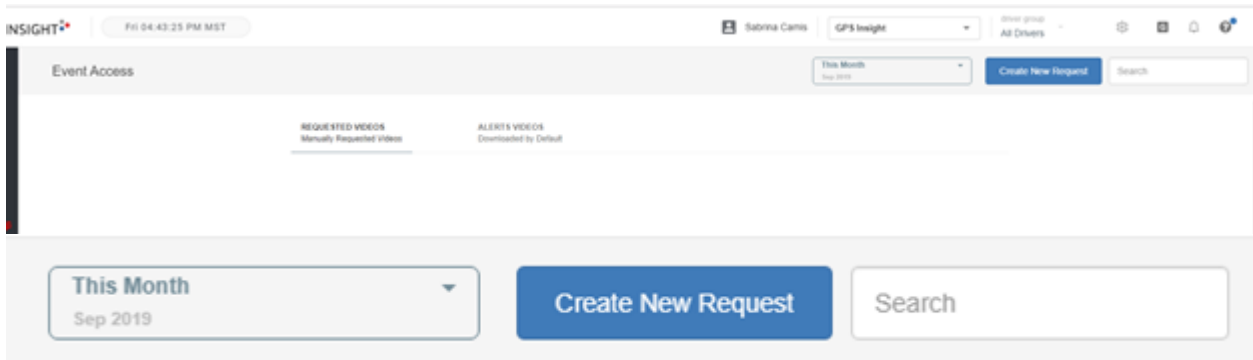 INSIGHT
Fri 04:43:25 PM MST
Sabrina Camis
GPS Insight
driver group
All Drivers
Event Access
This Month
Sep 2019
Create New Request
Search
REQUESTED VIDEOS
Manually Requested Videos
ALERTS VIDEOS
Downloaded by Default
This Month
Sep 2019
Create New Request
Search